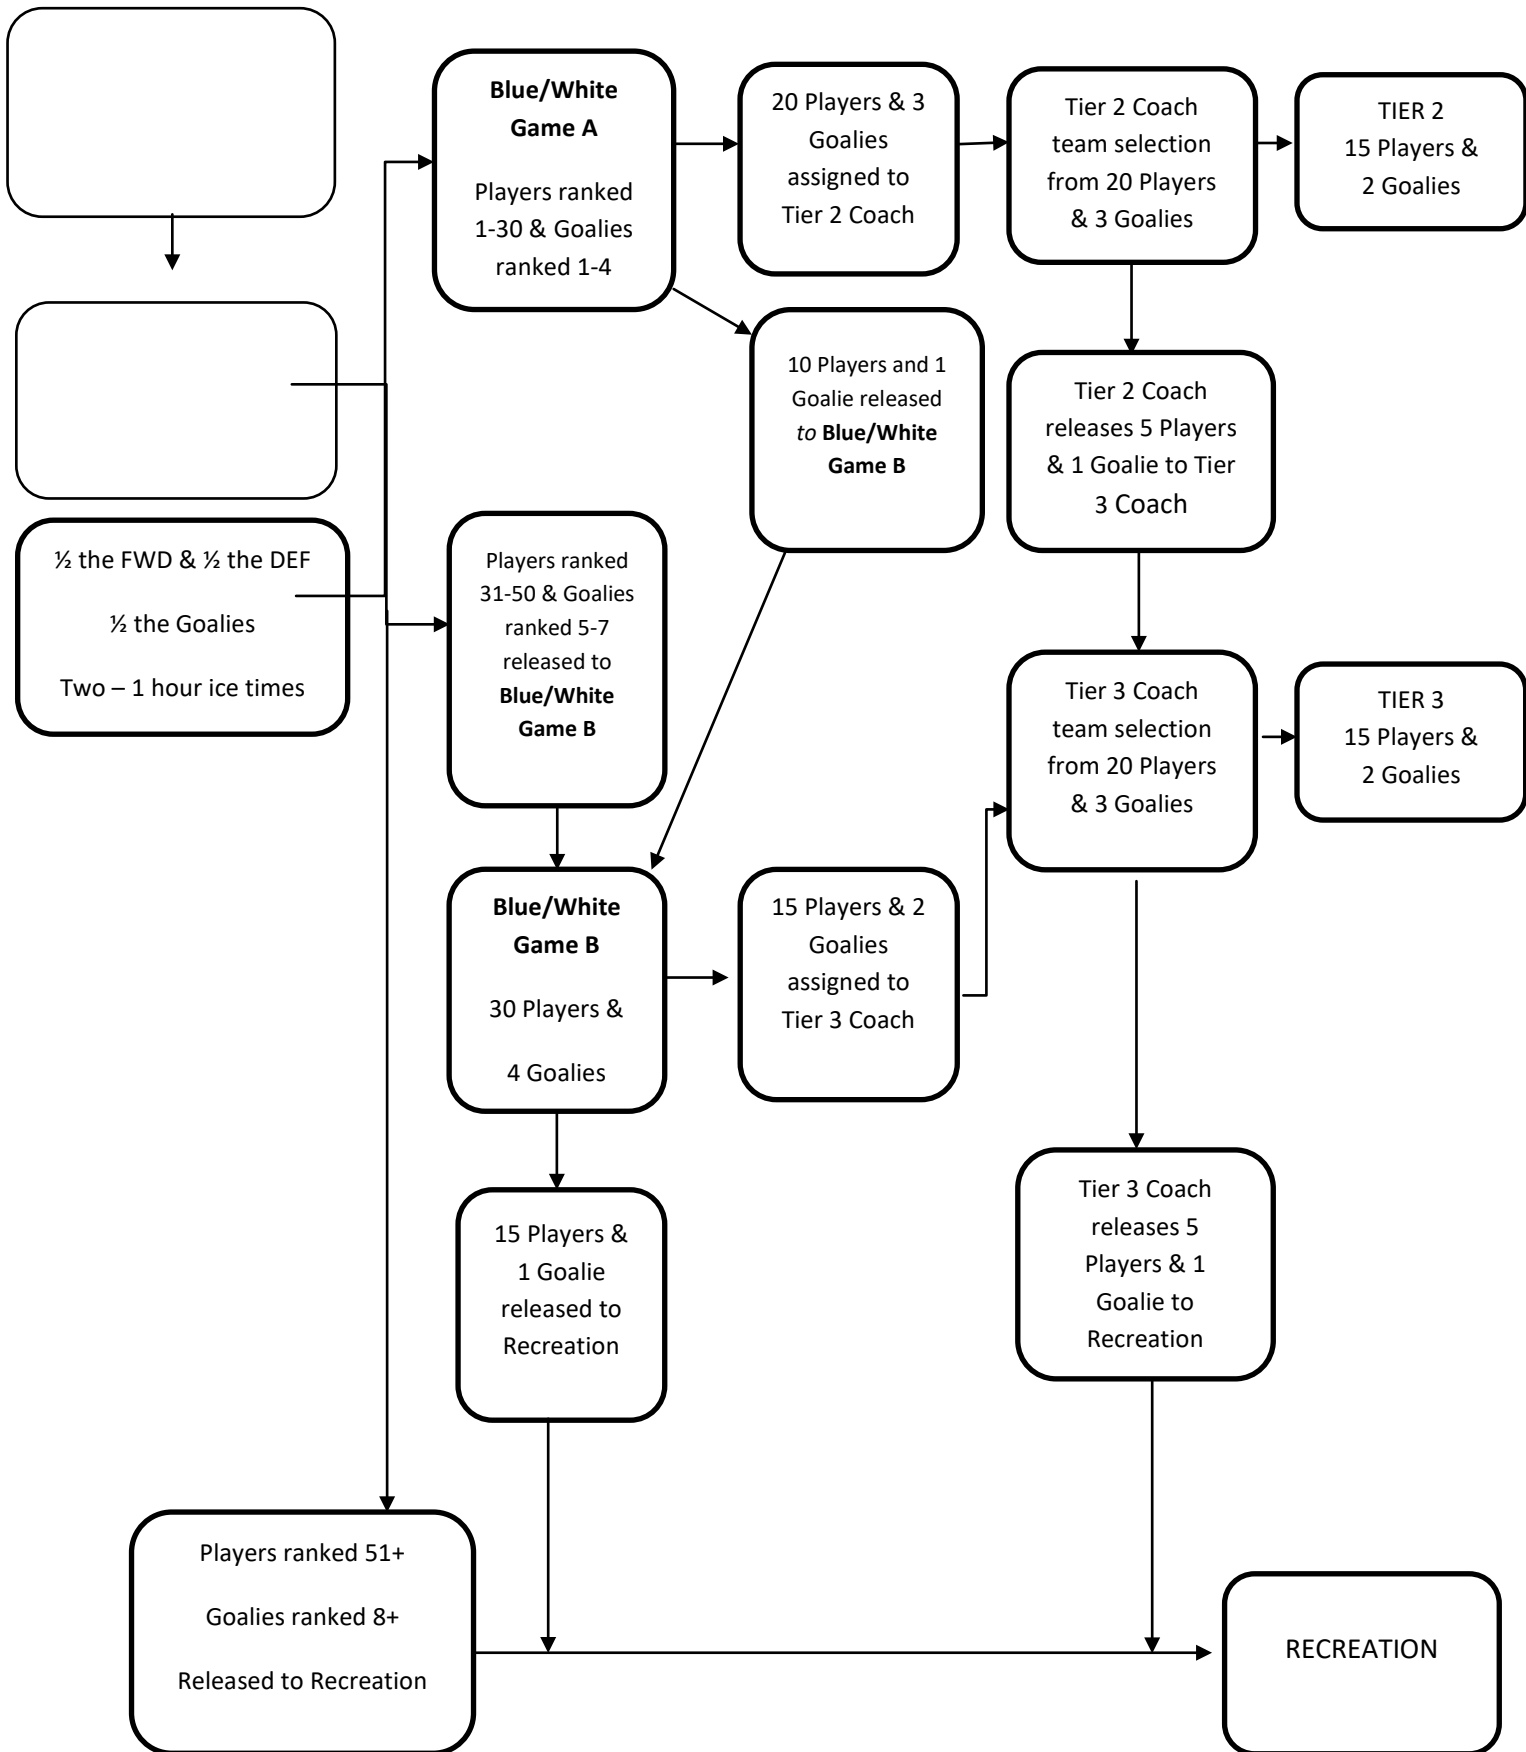 Blue/White
Game A
Players ranked
1-30 & Goalies
ranked 1-4
20 Players & 3
Goalies
assigned to
Tier 2 Coach
Tier 2 Coach
team selection
from 20 Players
& 3 Goalies
TIER 2
15 Players &
2 Goalies
10 Players and 1
Goalie released
to Blue/White
Game B
Tier 2 Coach
releases 5 Players
& 1 Goalie to Tier
3 Coach
½ the FWD & ½ the DEF
½ the Goalies
Two – 1 hour ice times
Players ranked
31-50 & Goalies
ranked 5-7
released to
Blue/White
Game B
Tier 3 Coach
team selection
from 20 Players
& 3 Goalies
TIER 3
15 Players &
2 Goalies
Blue/White
Game B
30 Players &
4 Goalies
15 Players & 2
Goalies
assigned to
Tier 3 Coach
15 Players &
1 Goalie
released to
Recreation
Tier 3 Coach
releases 5
Players & 1
Goalie to
Recreation
Players ranked 51+
Goalies ranked 8+
Released to Recreation
RECREATION